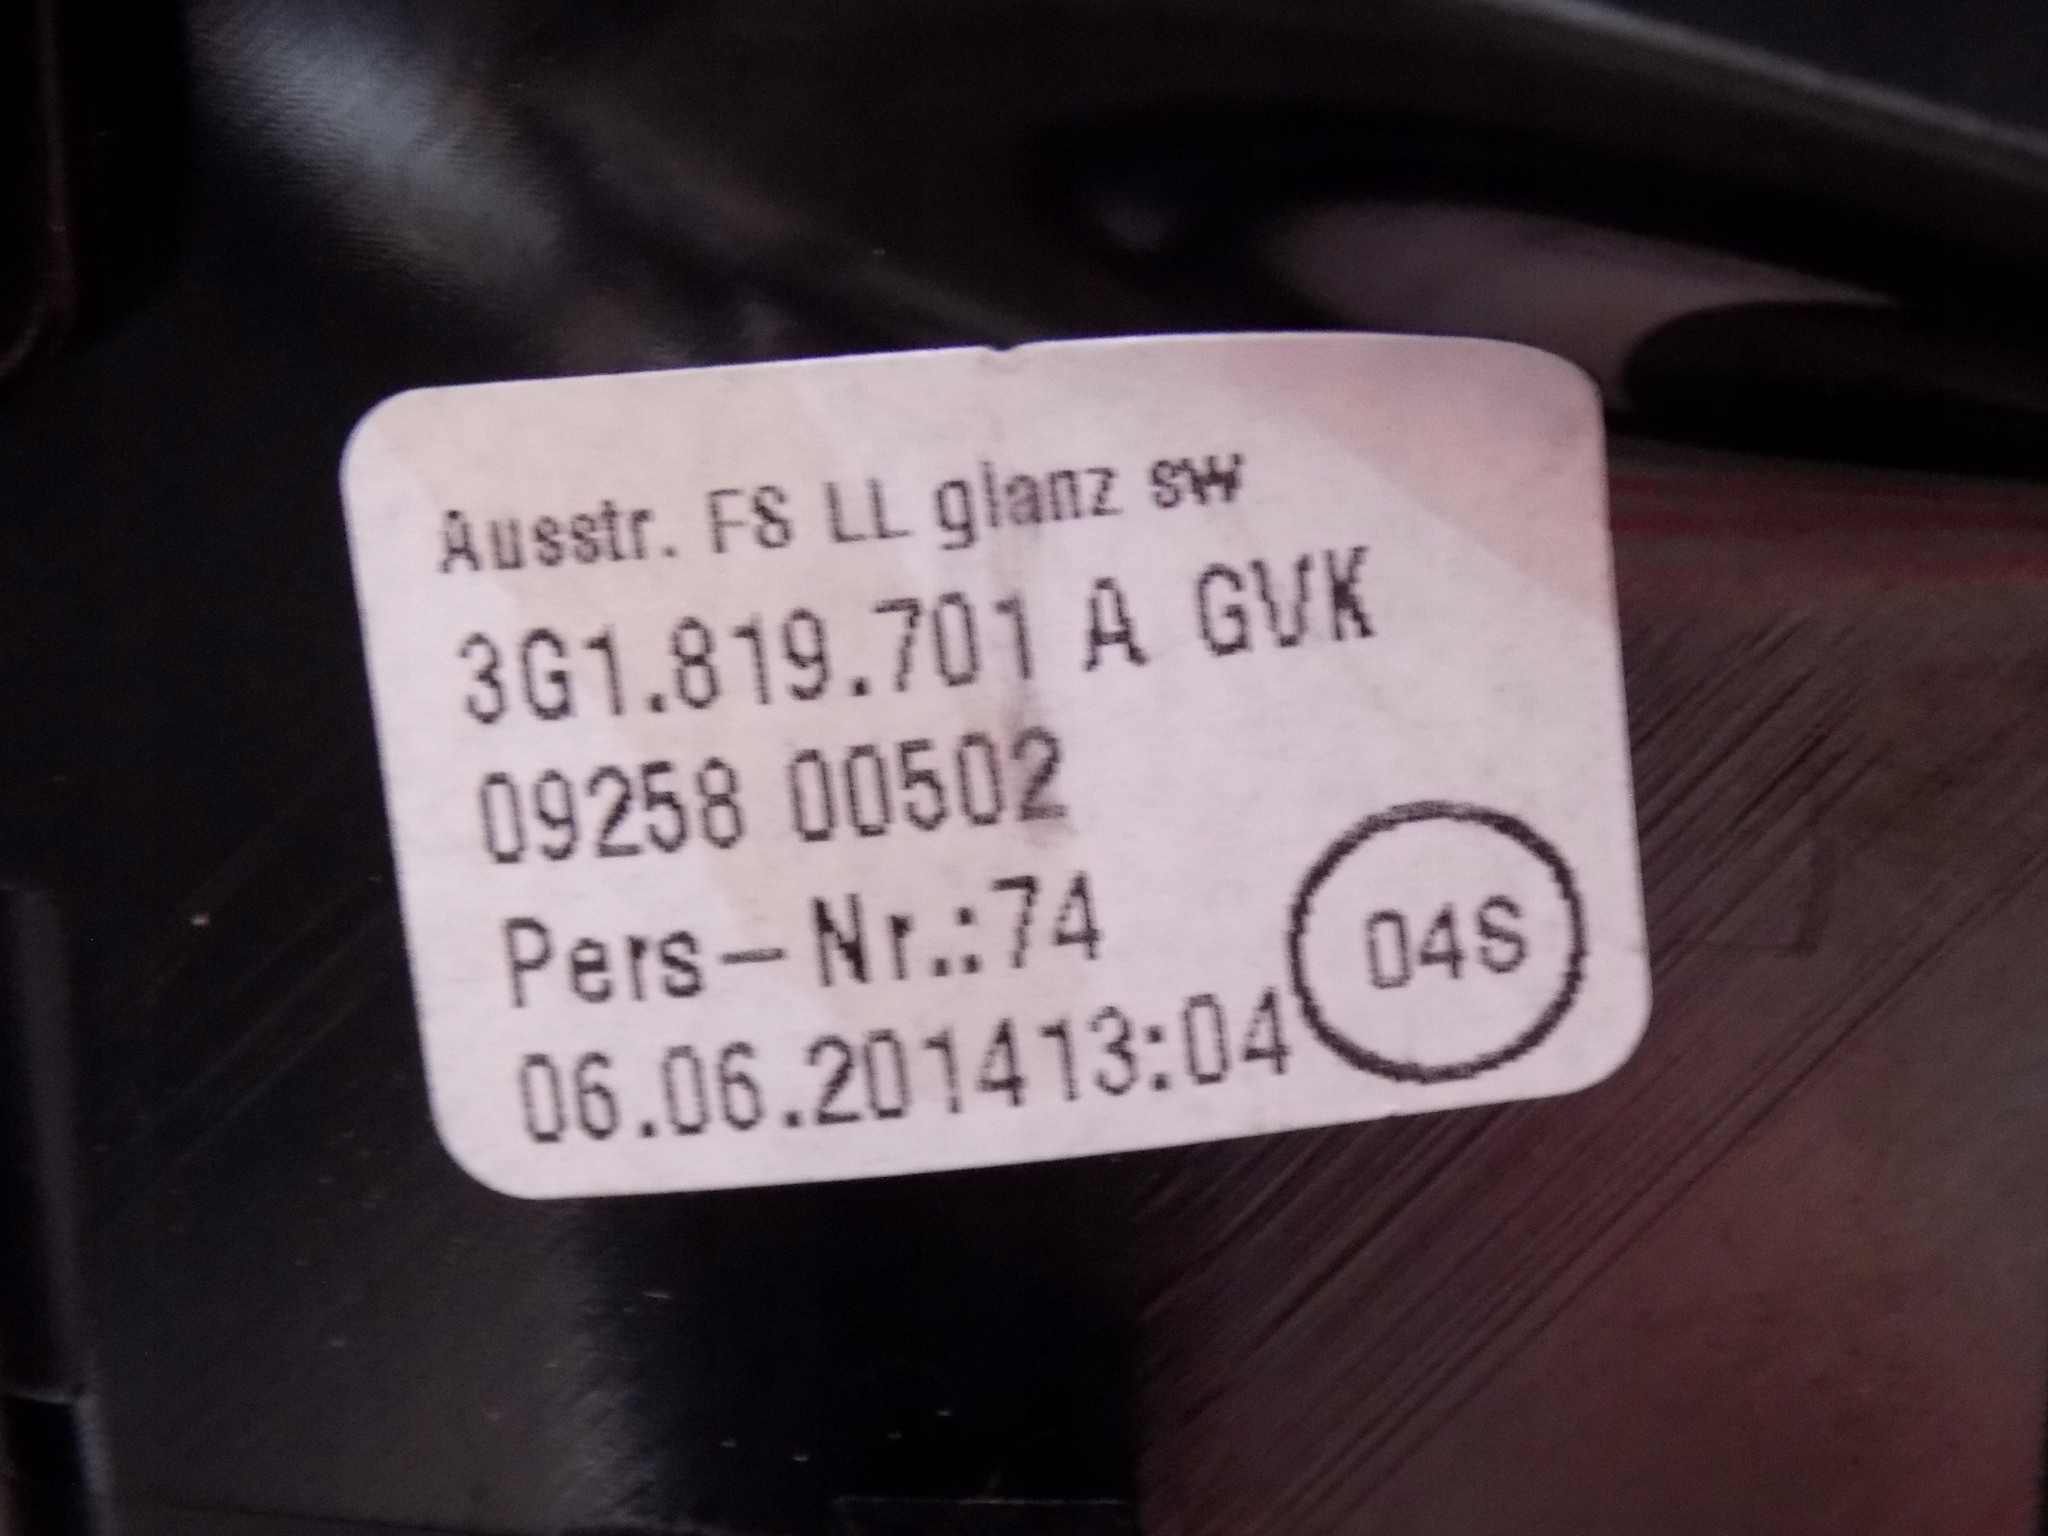 Ausstr. FS LL glanz sw
3G1.819.701 A GVK
09258 00502
Pers-Nr.:74
04S
06.06.201413:04